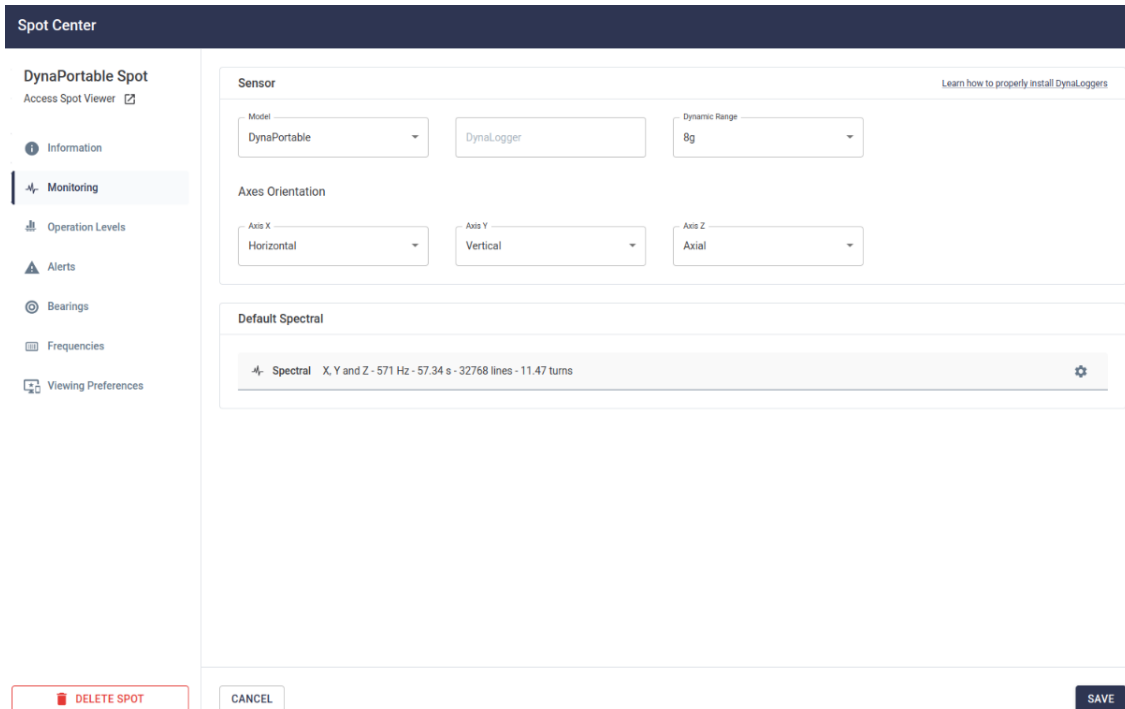 Spot Center
DynaPortable Spot
Access Spot Viewer
Information
Monitoring
Operation Levels
Alerts
Bearings
Frequencies
Viewing Preferences
DELETE SPOT
Sensor
Learn how to properly install DynaLoggers
Model
DynaPortable
DynaLogger
Dynamic Range
8g
Axes Orientation
Axis X
Horizontal
Axis Y
Vertical
Axis Z
Axial
Default Spectral
Spectral X, Y and Z - 571 Hz - 57.34 s - 32768 lines - 11.47 turns
CANCEL
SAVE